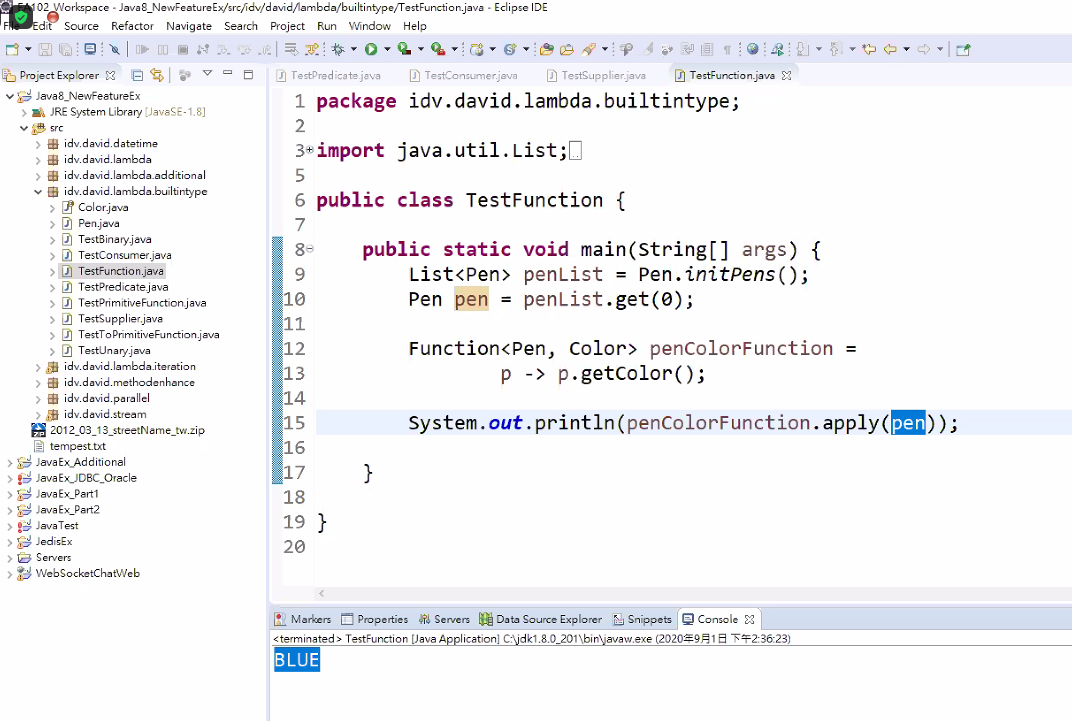 EA102_Workspace - Java8_NewFeatureEx/src/idv/david/lambda/builtintype/TestFunction.java - Eclipse IDE
File Edit Source Refactor Navigate Search Project Run Window Help
Project Explorer
TestPredicate.java TestConsumer.java TestSupplier.java TestFunction.java
Java8_NewFeatureEx
JRE System Library [JavaSE-1.8]
src
idv.david.datetime
idv.david.lambda
idv.david.lambda.additional
idv.david.lambda.builtintype
Color.java
Pen.java
TestBinary.java
TestConsumer.java
TestFunction.java
TestPredicate.java
TestPrimitiveFunction.java
TestSupplier.java
TestToPrimitiveFunction.java
TestUnary.java
idv.david.lambda.iteration
idv.david.methodenhance
idv.david.parallel
idv.david.stream
2012_03_13_streetName_tw.zip
tempest.txt
JavaEx_Additional
JavaEx_JDBC_Oracle
JavaEx_Part1
JavaEx_Part2
JavaTest
JedisEx
Servers
WebSocketChatWeb
1 package idv.david.lambda.builtintype;
2
3 import java.util.List;
5
6 public class TestFunction {
7
8 public static void main(String[] args) {
9 List<Pen> penList = Pen.initPens();
10 Pen pen = penList.get(0);
11
12 Function<Pen, Color> penColorFunction =
13 p -> p.getColor();
14
15 System.out.println(penColorFunction.apply(pen));
16
17 }
18
19 }
20
Markers Properties Servers Data Source Explorer Snippets Console
<terminated> TestFunction [Java Application] C:\jdk1.8.0_201\bin\javaw.exe (2020年9月1日 下午2:36:23)
BLUE